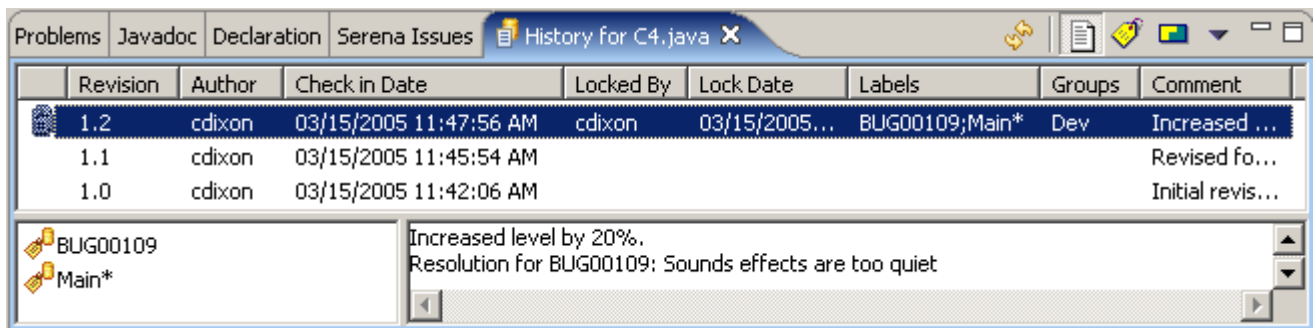 Problems Javadoc Declaration Serena Issues History for C4.java
Revision Author Check in Date Locked By Lock Date Labels Groups Comment
1.2 cdixon 03/15/2005 11:47:56 AM cdixon 03/15/2005... BUG00109;Main* Dev Increased ...
1.1 cdixon 03/15/2005 11:45:54 AM Revised fo...
1.0 cdixon 03/15/2005 11:42:06 AM Initial revis...
BUG00109
Main*
Increased level by 20%.
Resolution for BUG00109: Sounds effects are too quiet